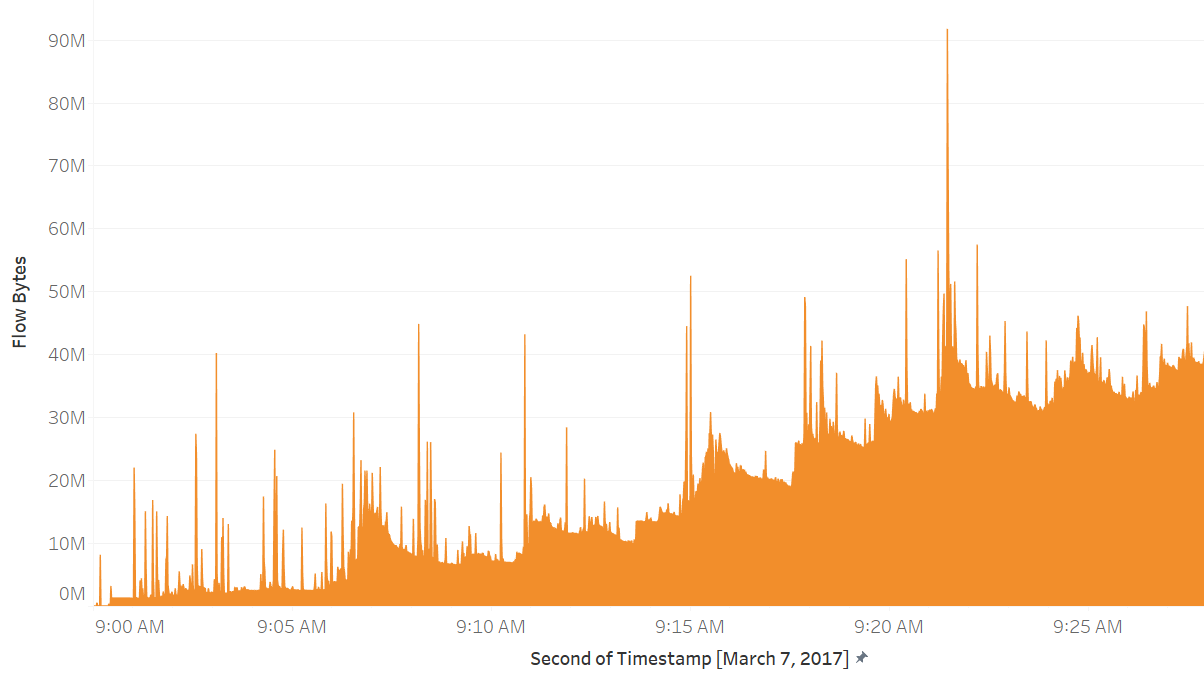 90M
80M
70M
60M
50M
40M
30M
20M
10M
0M
Flow Bytes
9:00 AM 9:05 AM 9:10 AM 9:15 AM 9:20 AM 9:25 AM
Second of Timestamp [March 7, 2017]